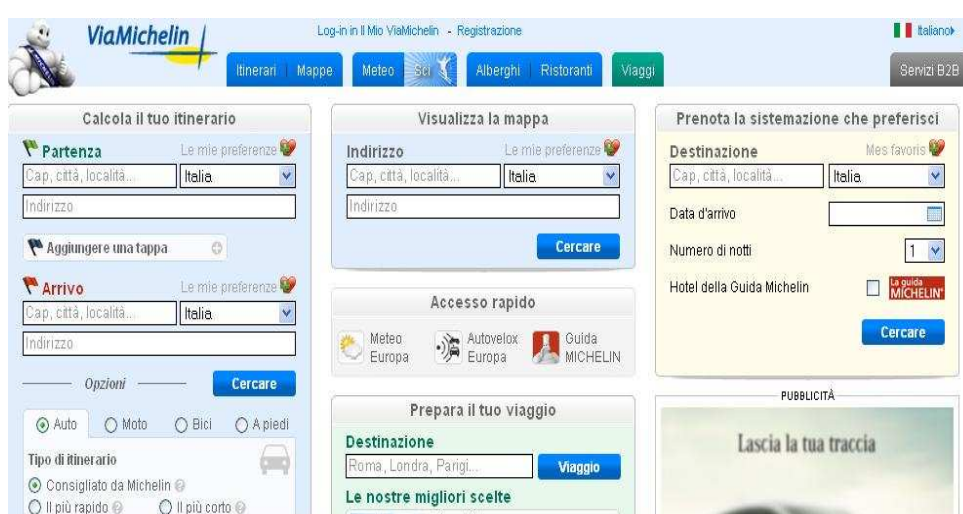 ViaMichelin
Log-in in Il Mio ViaMichelin - Registrazione
Italiano
Itinerari Mappe Meteo Sci Alberghi Ristoranti Viaggi Servizi B2B
Calcola il tuo itinerario
Partenza Le mie preferenze
Cap, città, località... Italia
Indirizzo
Aggiungere una tappa
Arrivo Le mie preferenze
Cap, città, località... Italia
Indirizzo
Opzioni Cercare
Auto Moto Bici A piedi
Tipo di itinerario
Consigliato da Michelin ?
Il più rapido ? Il più corto ?
Visualizza la mappa
Indirizzo Le mie preferenze
Cap, città, località... Italia
Indirizzo
Cercare
Accesso rapido
Meteo Autovelox Guida
Europa Europa MICHELIN
Prepara il tuo viaggio
Destinazione
Roma, Londra, Parigi... Viaggio
Le nostre migliori scelte
Prenota la sistemazione che preferisci
Destinazione Mes favoris
Cap, città, località... Italia
Data d'arrivo
Numero di notti 1
Hotel della Guida Michelin La guida
MICHELIN
Cercare
PUBBLICITÀ
Lascia la tua traccia